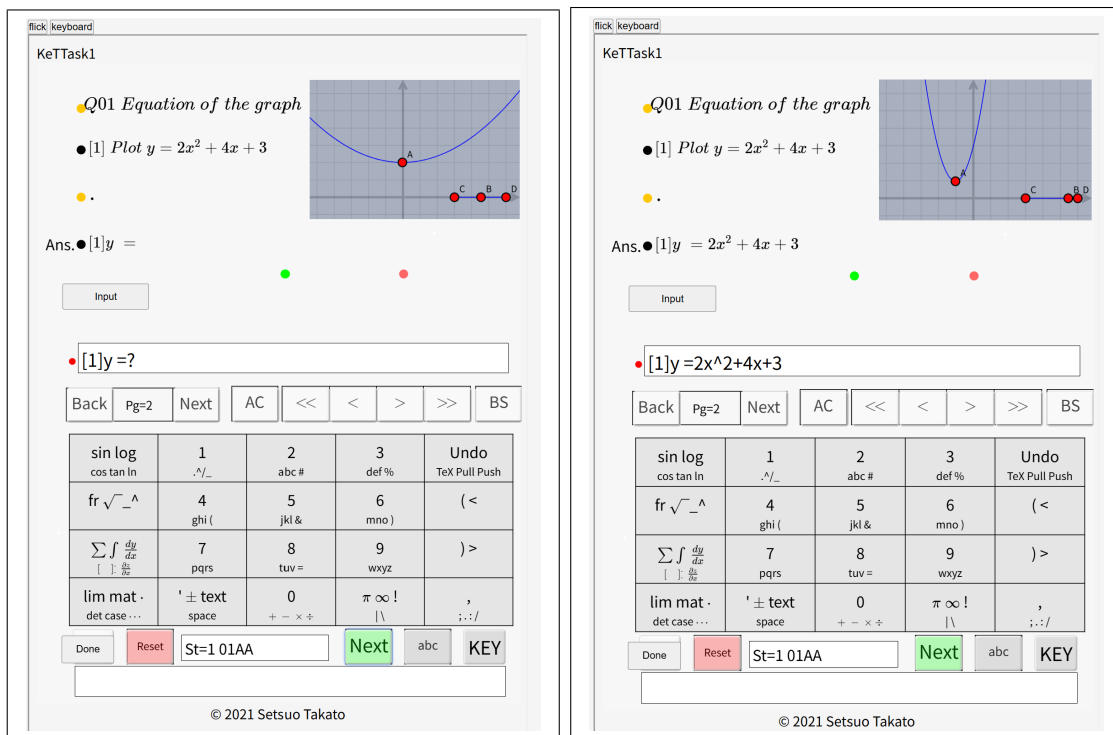 flick keyboard
KeTTask1
Q01 Equation of the graph
[1] Plot y = 2x² + 4x + 3
.
A
C B D
Ans. [1]y =
Input
[1]y =?
Back Pg=2 Next AC << < > >> BS
sin log 1 2 3 Undo
cos tan ln .^/_ abc # def % TeX Pull Push
fr √‾_^ 4 5 6 ( <
ghi ( jkl & mno )
∑ ∫ dy/dx 7 8 9 ) >
[ ]: ∂z/∂x pqrs tuv = wxyz
lim mat · ' ± text 0 π ∞ ! ,
det case ⋯ space + − × ÷ | \ ; . : /
Done Reset St=1 01AA Next abc KEY
© 2021 Setsuo Takato
flick keyboard
KeTTask1
Q01 Equation of the graph
[1] Plot y = 2x² + 4x + 3
.
A
C B D
Ans. [1]y = 2x² + 4x + 3
Input
[1]y =2x^2+4x+3
Back Pg=2 Next AC << < > >> BS
sin log 1 2 3 Undo
cos tan ln .^/_ abc # def % TeX Pull Push
fr √‾_^ 4 5 6 ( <
ghi ( jkl & mno )
∑ ∫ dy/dx 7 8 9 ) >
[ ]: ∂z/∂x pqrs tuv = wxyz
lim mat · ' ± text 0 π ∞ ! ,
det case ⋯ space + − × ÷ | \ ; . : /
Done Reset St=1 01AA Next abc KEY
© 2021 Setsuo Takato